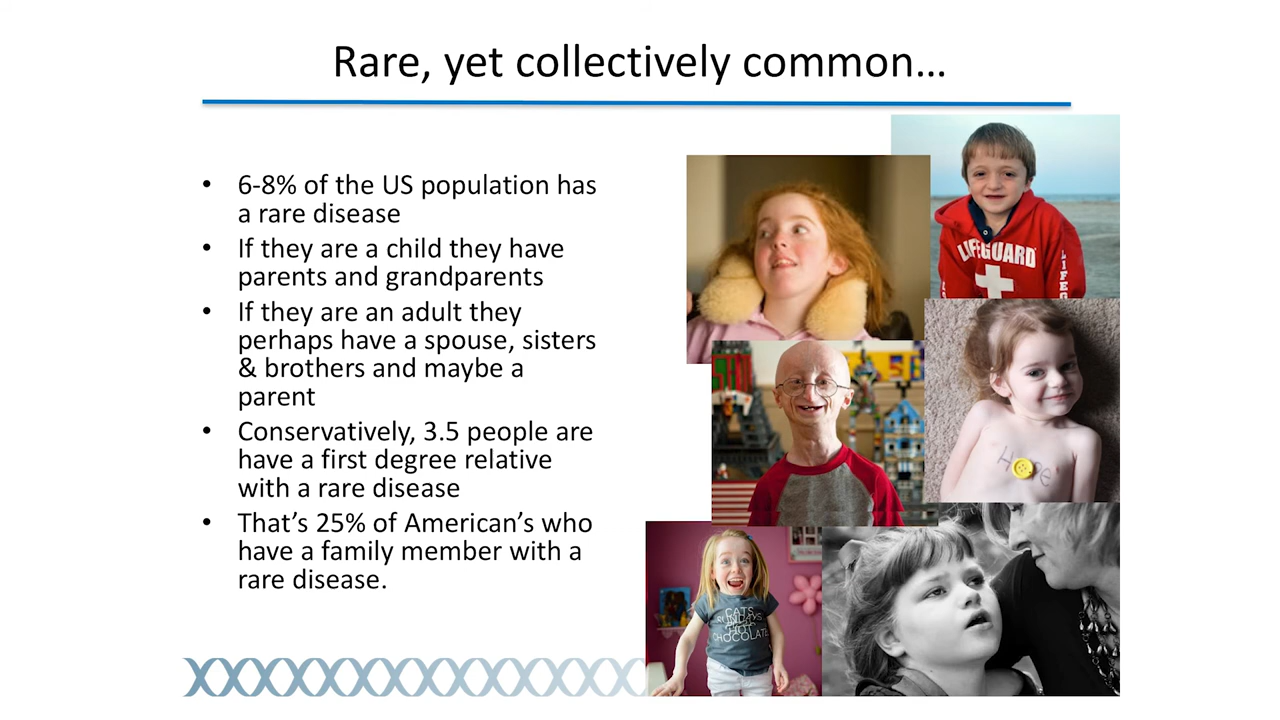 Rare, yet collectively common…
• 6-8% of the US population has
a rare disease
• If they are a child they have
parents and grandparents
• If they are an adult they
perhaps have a spouse, sisters
& brothers and maybe a
parent
• Conservatively, 3.5 people are
have a first degree relative
with a rare disease
• That’s 25% of American’s who
have a family member with a
rare disease.
LIFEGUARD
LIFEG
Hope
CATS
SUNDAYS
HOT
CHOCOLATE